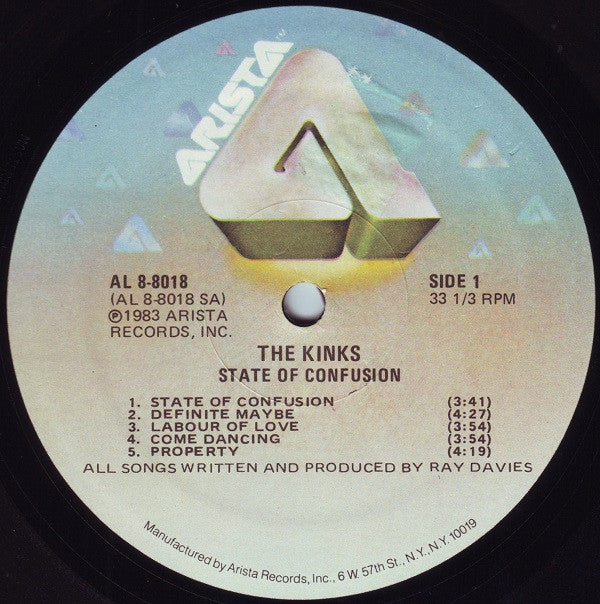 ARISTA
AL 8-8018
(AL 8-8018 SA)
℗1983 ARISTA
RECORDS, INC.
SIDE 1
33 1/3 RPM
THE KINKS
STATE OF CONFUSION
1. STATE OF CONFUSION (3:41)
2. DEFINITE MAYBE (4:27)
3. LABOUR OF LOVE (3:54)
4. COME DANCING (3:54)
5. PROPERTY (4:19)
ALL SONGS WRITTEN AND PRODUCED BY RAY DAVIES
Manufactured by Arista Records, Inc., 6 W. 57th St., N.Y., N.Y. 10019